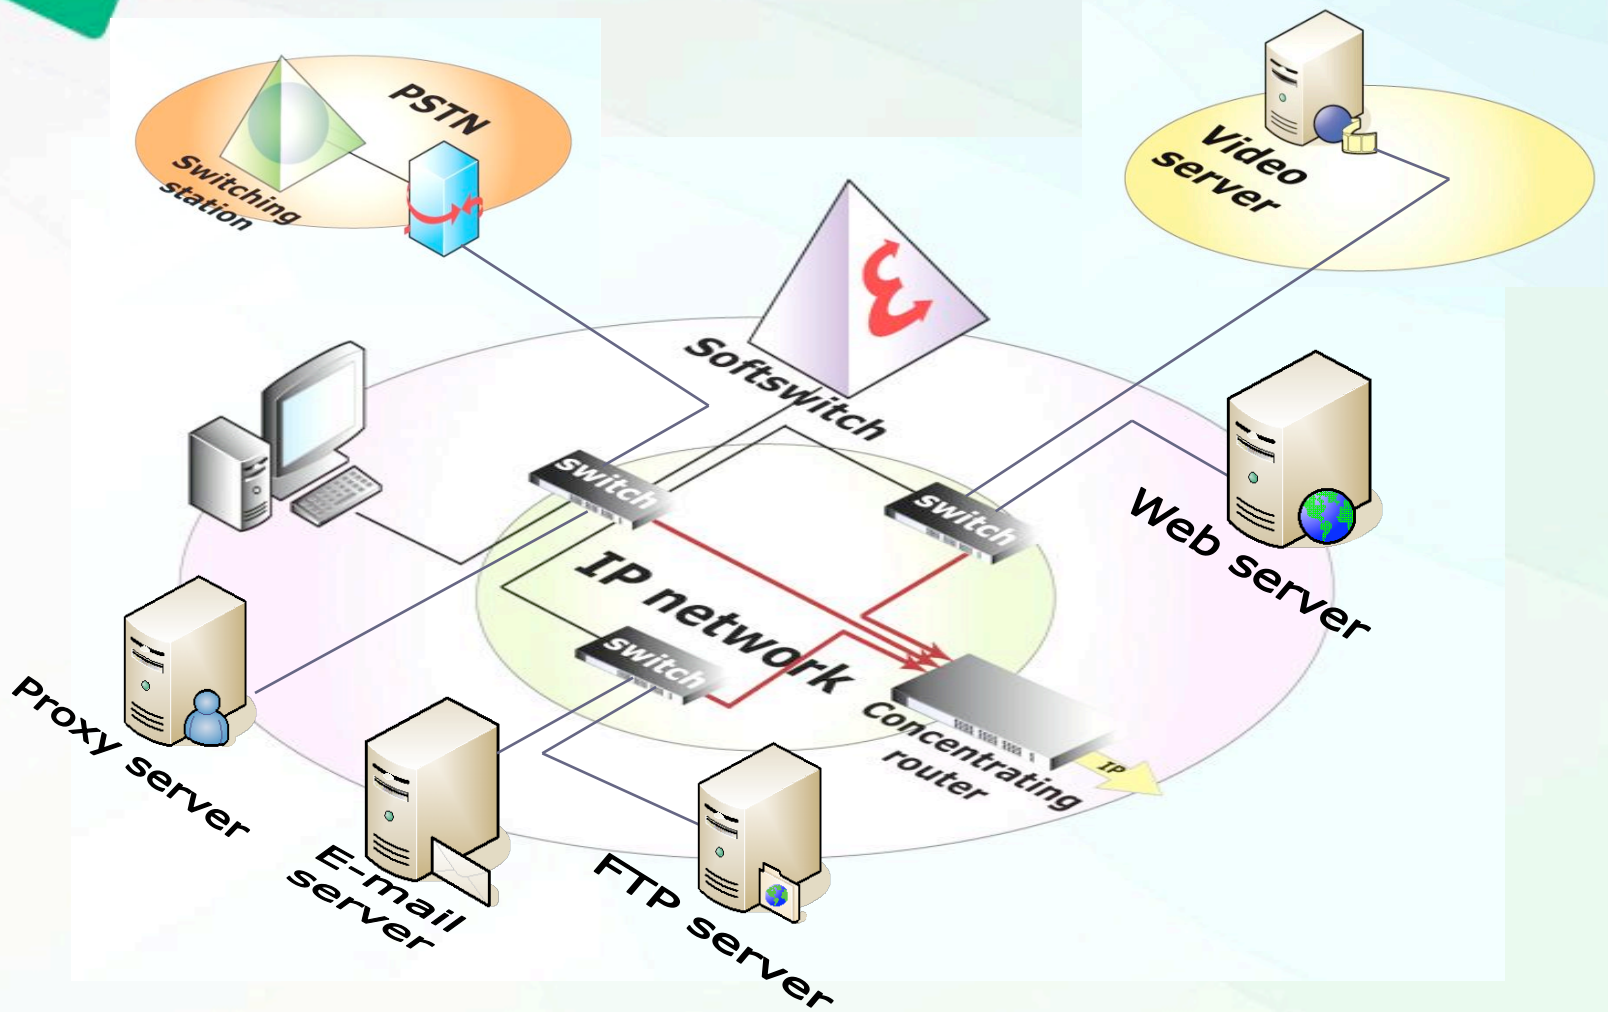 PSTN
Switching
station
Video
server
Softswitch
switch
switch
Web server
IP network
switch
Proxy server
Concentrating
router
IP
E-mail
server
FTP server